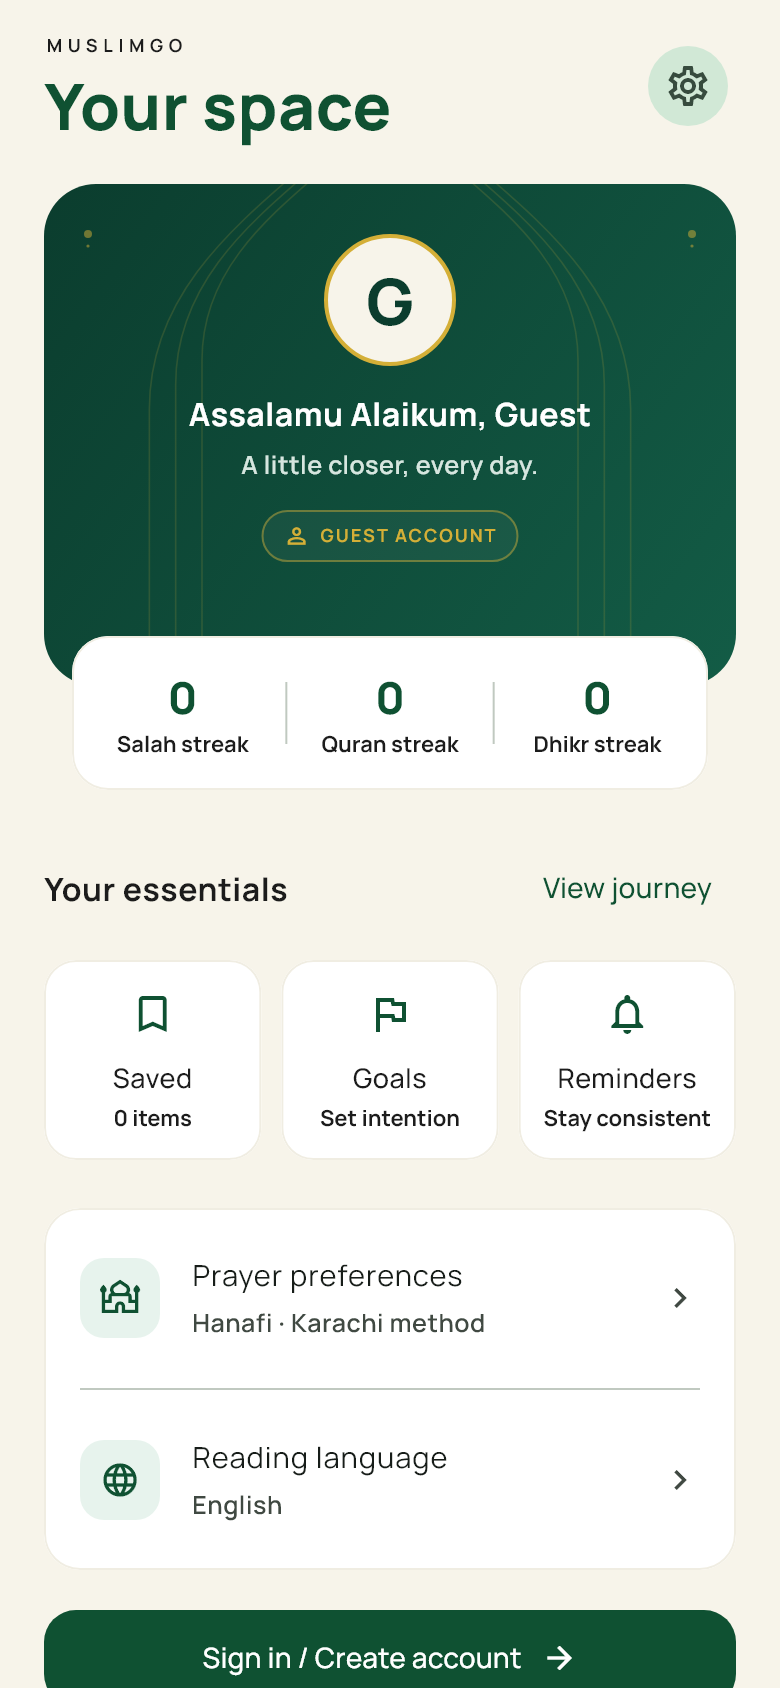 MUSLIMGO
Your space
G
Assalamu Alaikum, Guest
A little closer, every day.
GUEST ACCOUNT
0 0 0
Salah streak Quran streak Dhikr streak
Your essentials View journey
Saved Goals Reminders
0 items Set intention Stay consistent
Prayer preferences
Hanafi · Karachi method
Reading language
English
Sign in / Create account